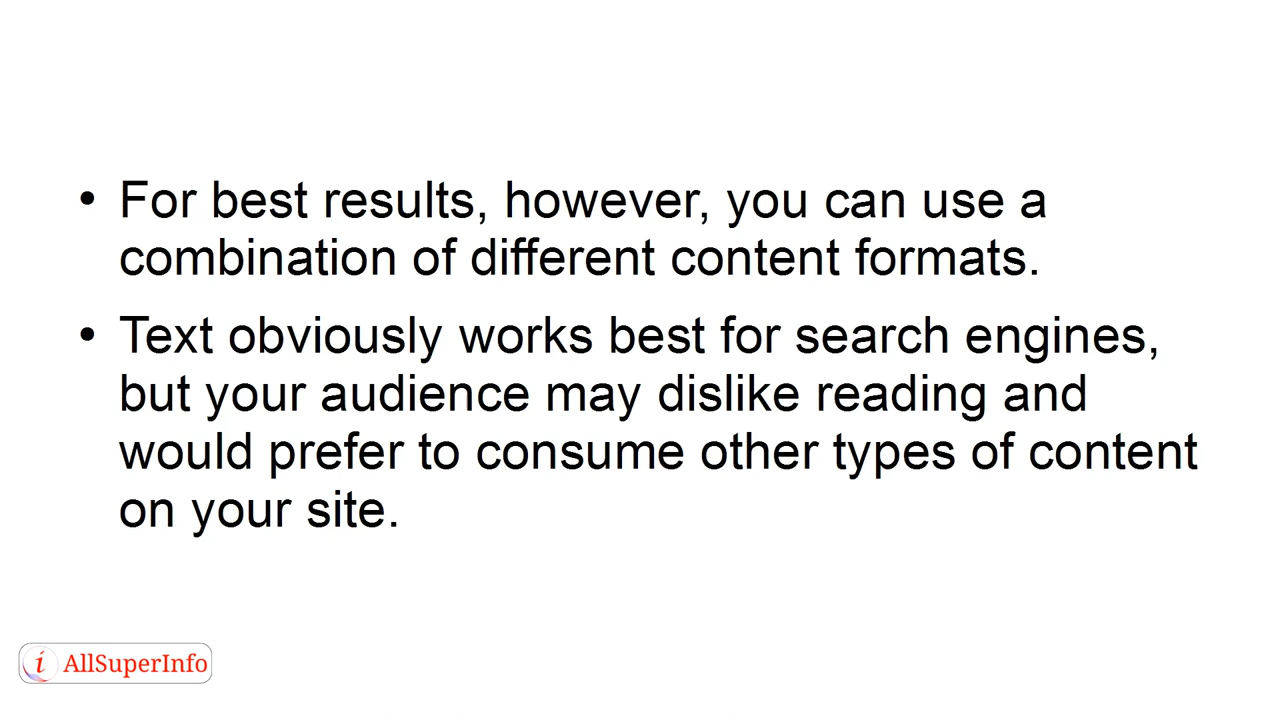 • For best results, however, you can use a
combination of different content formats.
• Text obviously works best for search engines,
but your audience may dislike reading and
would prefer to consume other types of content
on your site.
i AllSuperInfo